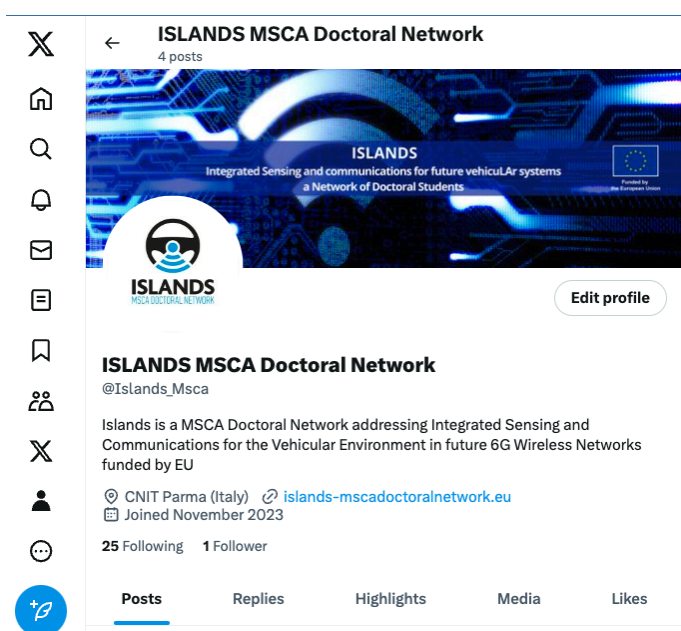 ISLANDS MSCA Doctoral Network
4 posts
ISLANDS
Integrated Sensing and communications for future vehicuLAr systems
a Network of Doctoral Students
Funded by
the European Union
ISLANDS
MSCA DOCTORAL NETWORK
Edit profile
ISLANDS MSCA Doctoral Network
@Islands_Msca
Islands is a MSCA Doctoral Network addressing Integrated Sensing and
Communications for the Vehicular Environment in future 6G Wireless Networks
funded by EU
CNIT Parma (Italy) islands-mscadoctoralnetwork.eu
Joined November 2023
25 Following 1 Follower
Posts Replies Highlights Media Likes